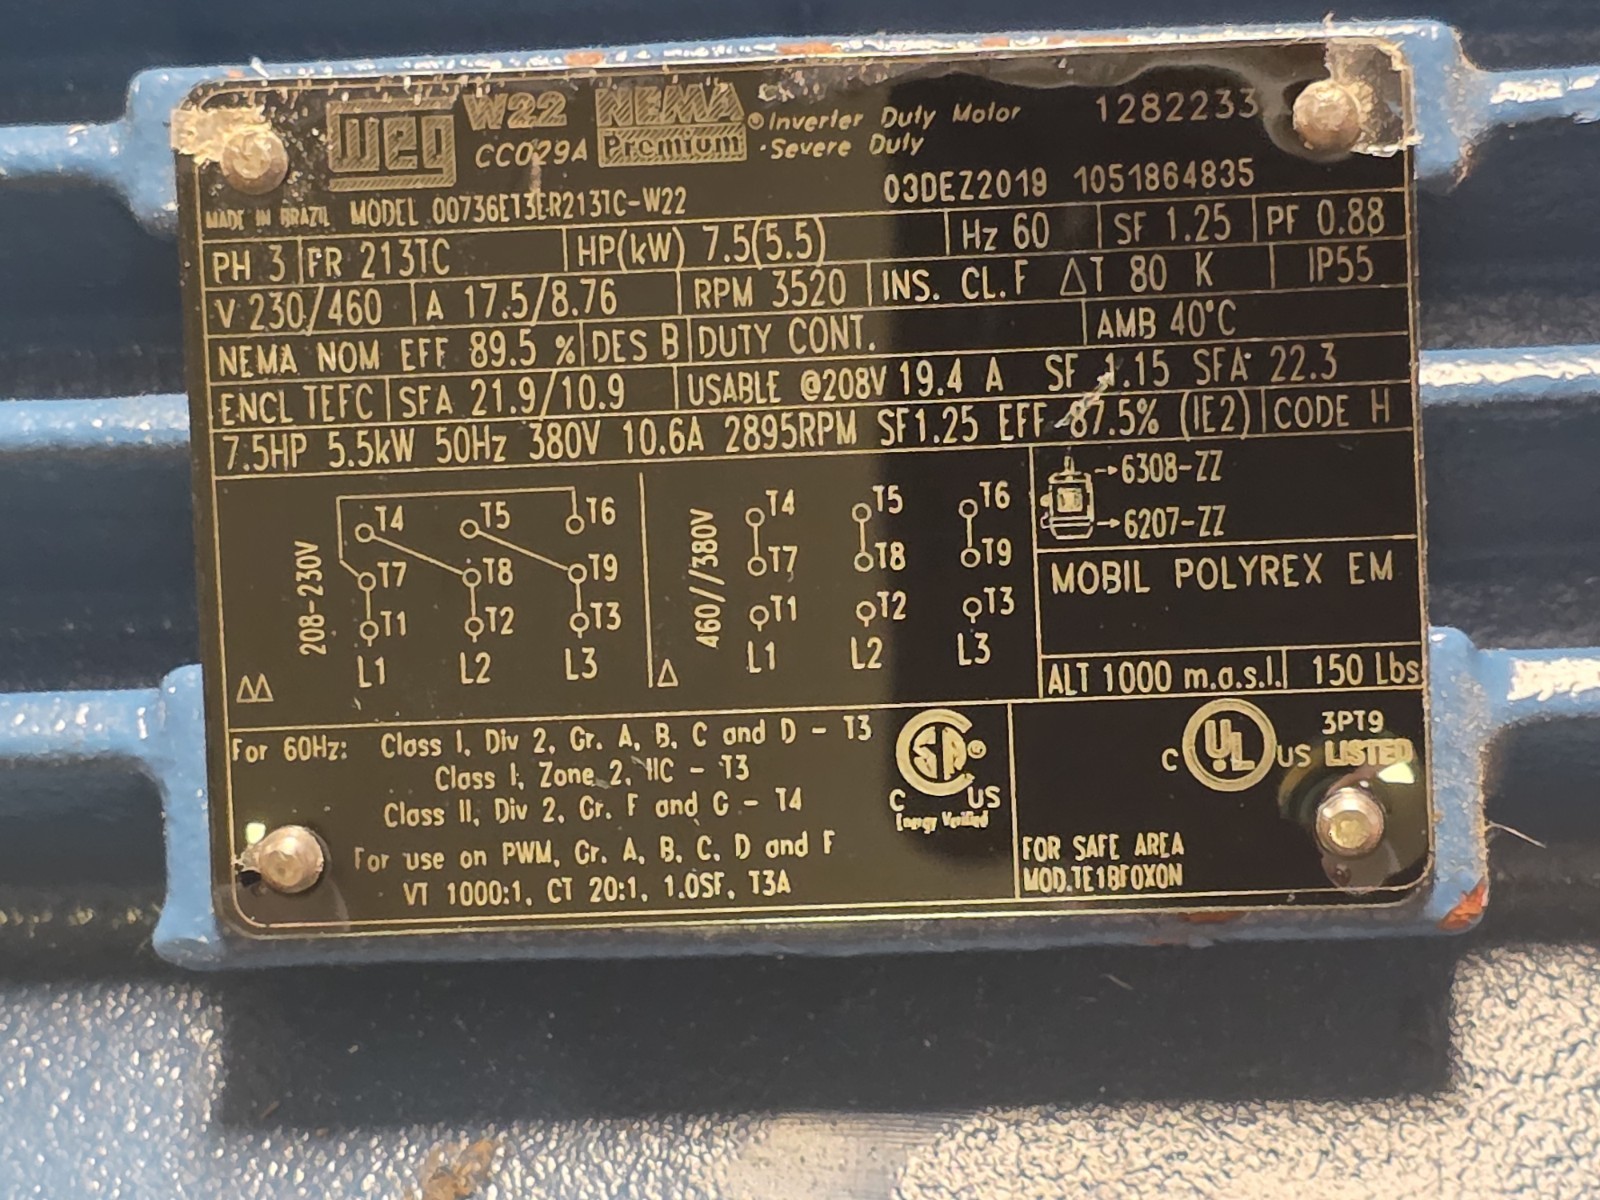 WEG W22 NEMA Premium Inverter Duty Motor 1282233
CC029A ·Severe Duty
MADE IN BRAZIL MODEL 00736ET3ER213TC-W22 03DEZ2019 1051864835
PH 3 FR 213TC HP(kW) 7.5(5.5) Hz 60 SF 1.25 PF 0.88
V 230/460 A 17.5/8.76 RPM 3520 INS. CL. F ΔT 80 K IP55
NEMA NOM EFF 89.5 % DES B DUTY CONT. AMB 40°C
ENCL TEFC SFA 21.9/10.9 USABLE @208V 19.4 A SF 1.15 SFA 22.3
7.5HP 5.5kW 50Hz 380V 10.6A 2895RPM SF1.25 EFF 87.5% (IE2) CODE H
208-230V
T4 T5 T6
T7 T8 T9
T1 T2 T3
L1 L2 L3
ΔΔ
460//380V
T4 T5 T6
T7 T8 T9
T1 T2 T3
L1 L2 L3
Δ
6308-ZZ
6207-ZZ
MOBIL POLYREX EM
ALT 1000 m.a.s.l. 150 Lbs
For 60Hz: Class I, Div 2, Gr. A, B, C and D - T3
Class I, Zone 2, IIC - T3
Class II, Div 2, Gr. F and G - T4
For use on PWM, Gr. A, B, C, D and F
VT 1000:1, CT 20:1, 1.0SF, T3A
C SA ® US
Energy Verified
C UL US 3PT9
LISTED
FOR SAFE AREA
MOD.TE1BF0X0N